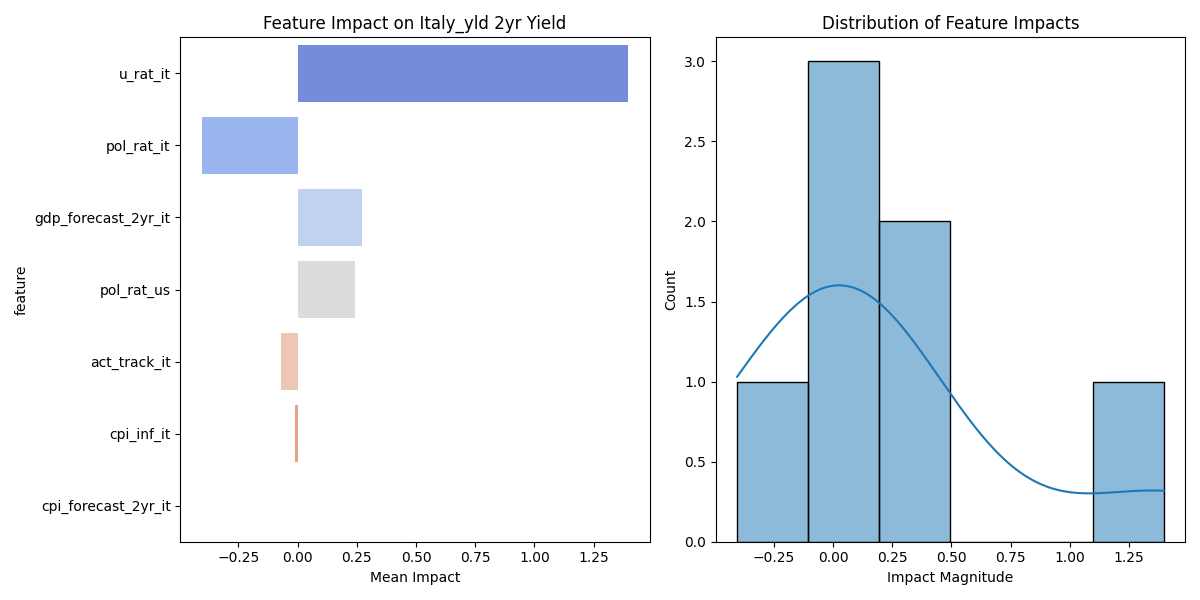 Feature Impact on Italy_yld 2yr Yield
feature
u_rat_it
pol_rat_it
gdp_forecast_2yr_it
pol_rat_us
act_track_it
cpi_inf_it
cpi_forecast_2yr_it
−0.25 0.00 0.25 0.50 0.75 1.00 1.25
Mean Impact
Distribution of Feature Impacts
Count
3.0
2.5
2.0
1.5
1.0
0.5
0.0
−0.25 0.00 0.25 0.50 0.75 1.00 1.25
Impact Magnitude